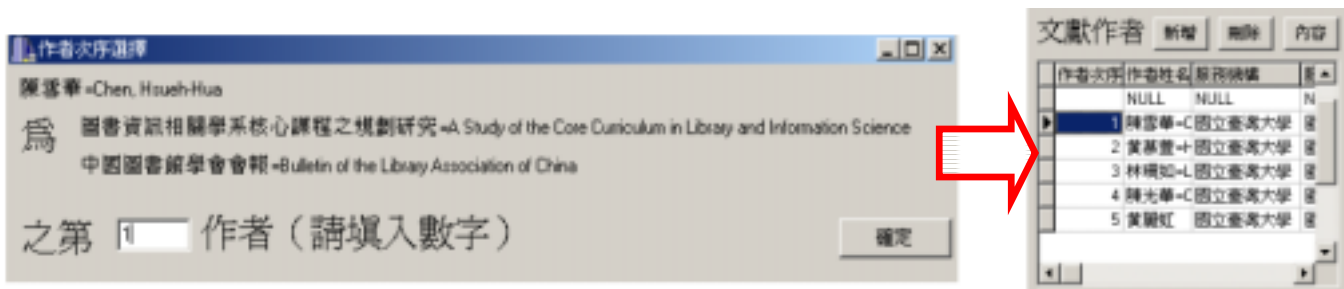 作者次序選擇
陳雪華=Chen, Hsueh-Hua
為 圖書資訊相關學系核心課程之規劃研究=A Study of the Core Curriculum in Library and Information Science
中國圖書館學會會報=Bulletin of the Library Association of China
之第 1 作者（請填入數字）
確定
文獻作者 新增 刪除 內容
作者次序 作者姓名 服務機構
NULL NULL N
1 陳雪華=C 國立臺灣大學
2 黃慕萱=H 國立臺灣大學
3 林珊如=L 國立臺灣大學
4 陳光華=C 國立臺灣大學
5 黃麗虹 國立臺灣大學